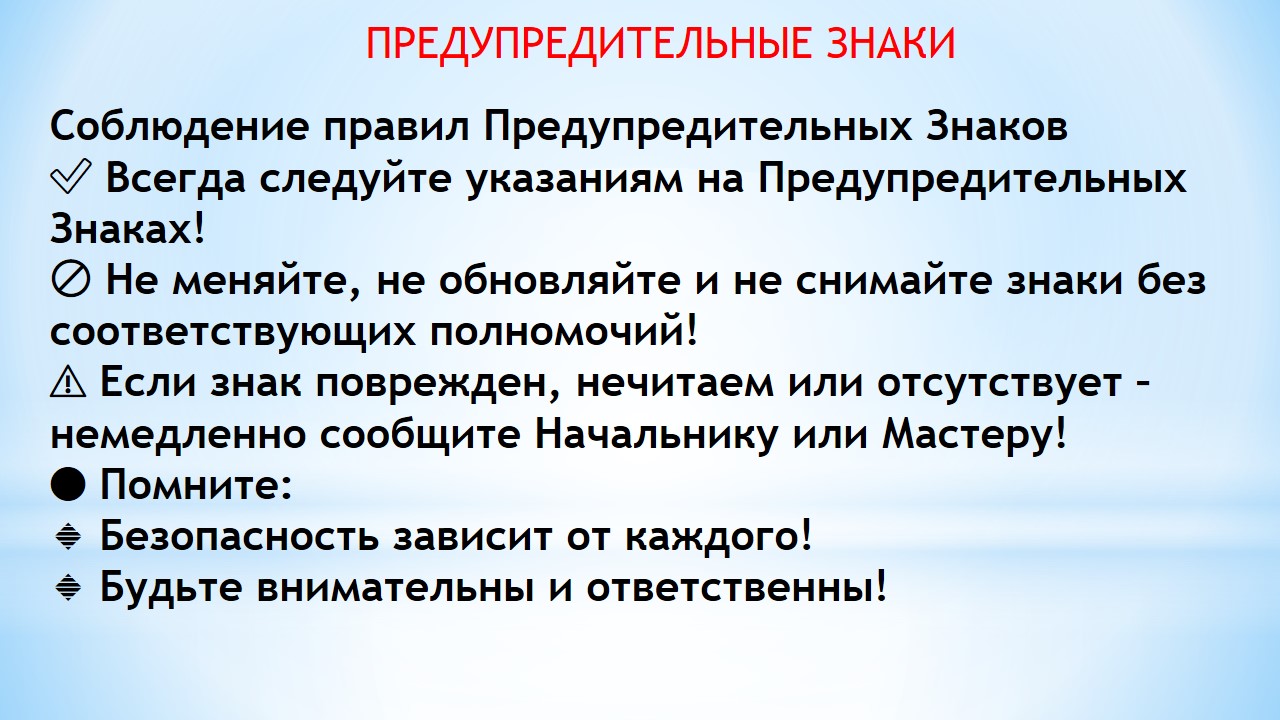 ПРЕДУПРЕДИТЕЛЬНЫЕ ЗНАКИ
Соблюдение правил Предупредительных Знаков
✅ Всегда следуйте указаниям на Предупредительных
Знаках!
🚫 Не меняйте, не обновляйте и не снимайте знаки без
соответствующих полномочий!
⚠ Если знак поврежден, нечитаем или отсутствует –
немедленно сообщите Начальнику или Мастеру!
● Помните:
🔹 Безопасность зависит от каждого!
🔹 Будьте внимательны и ответственны!